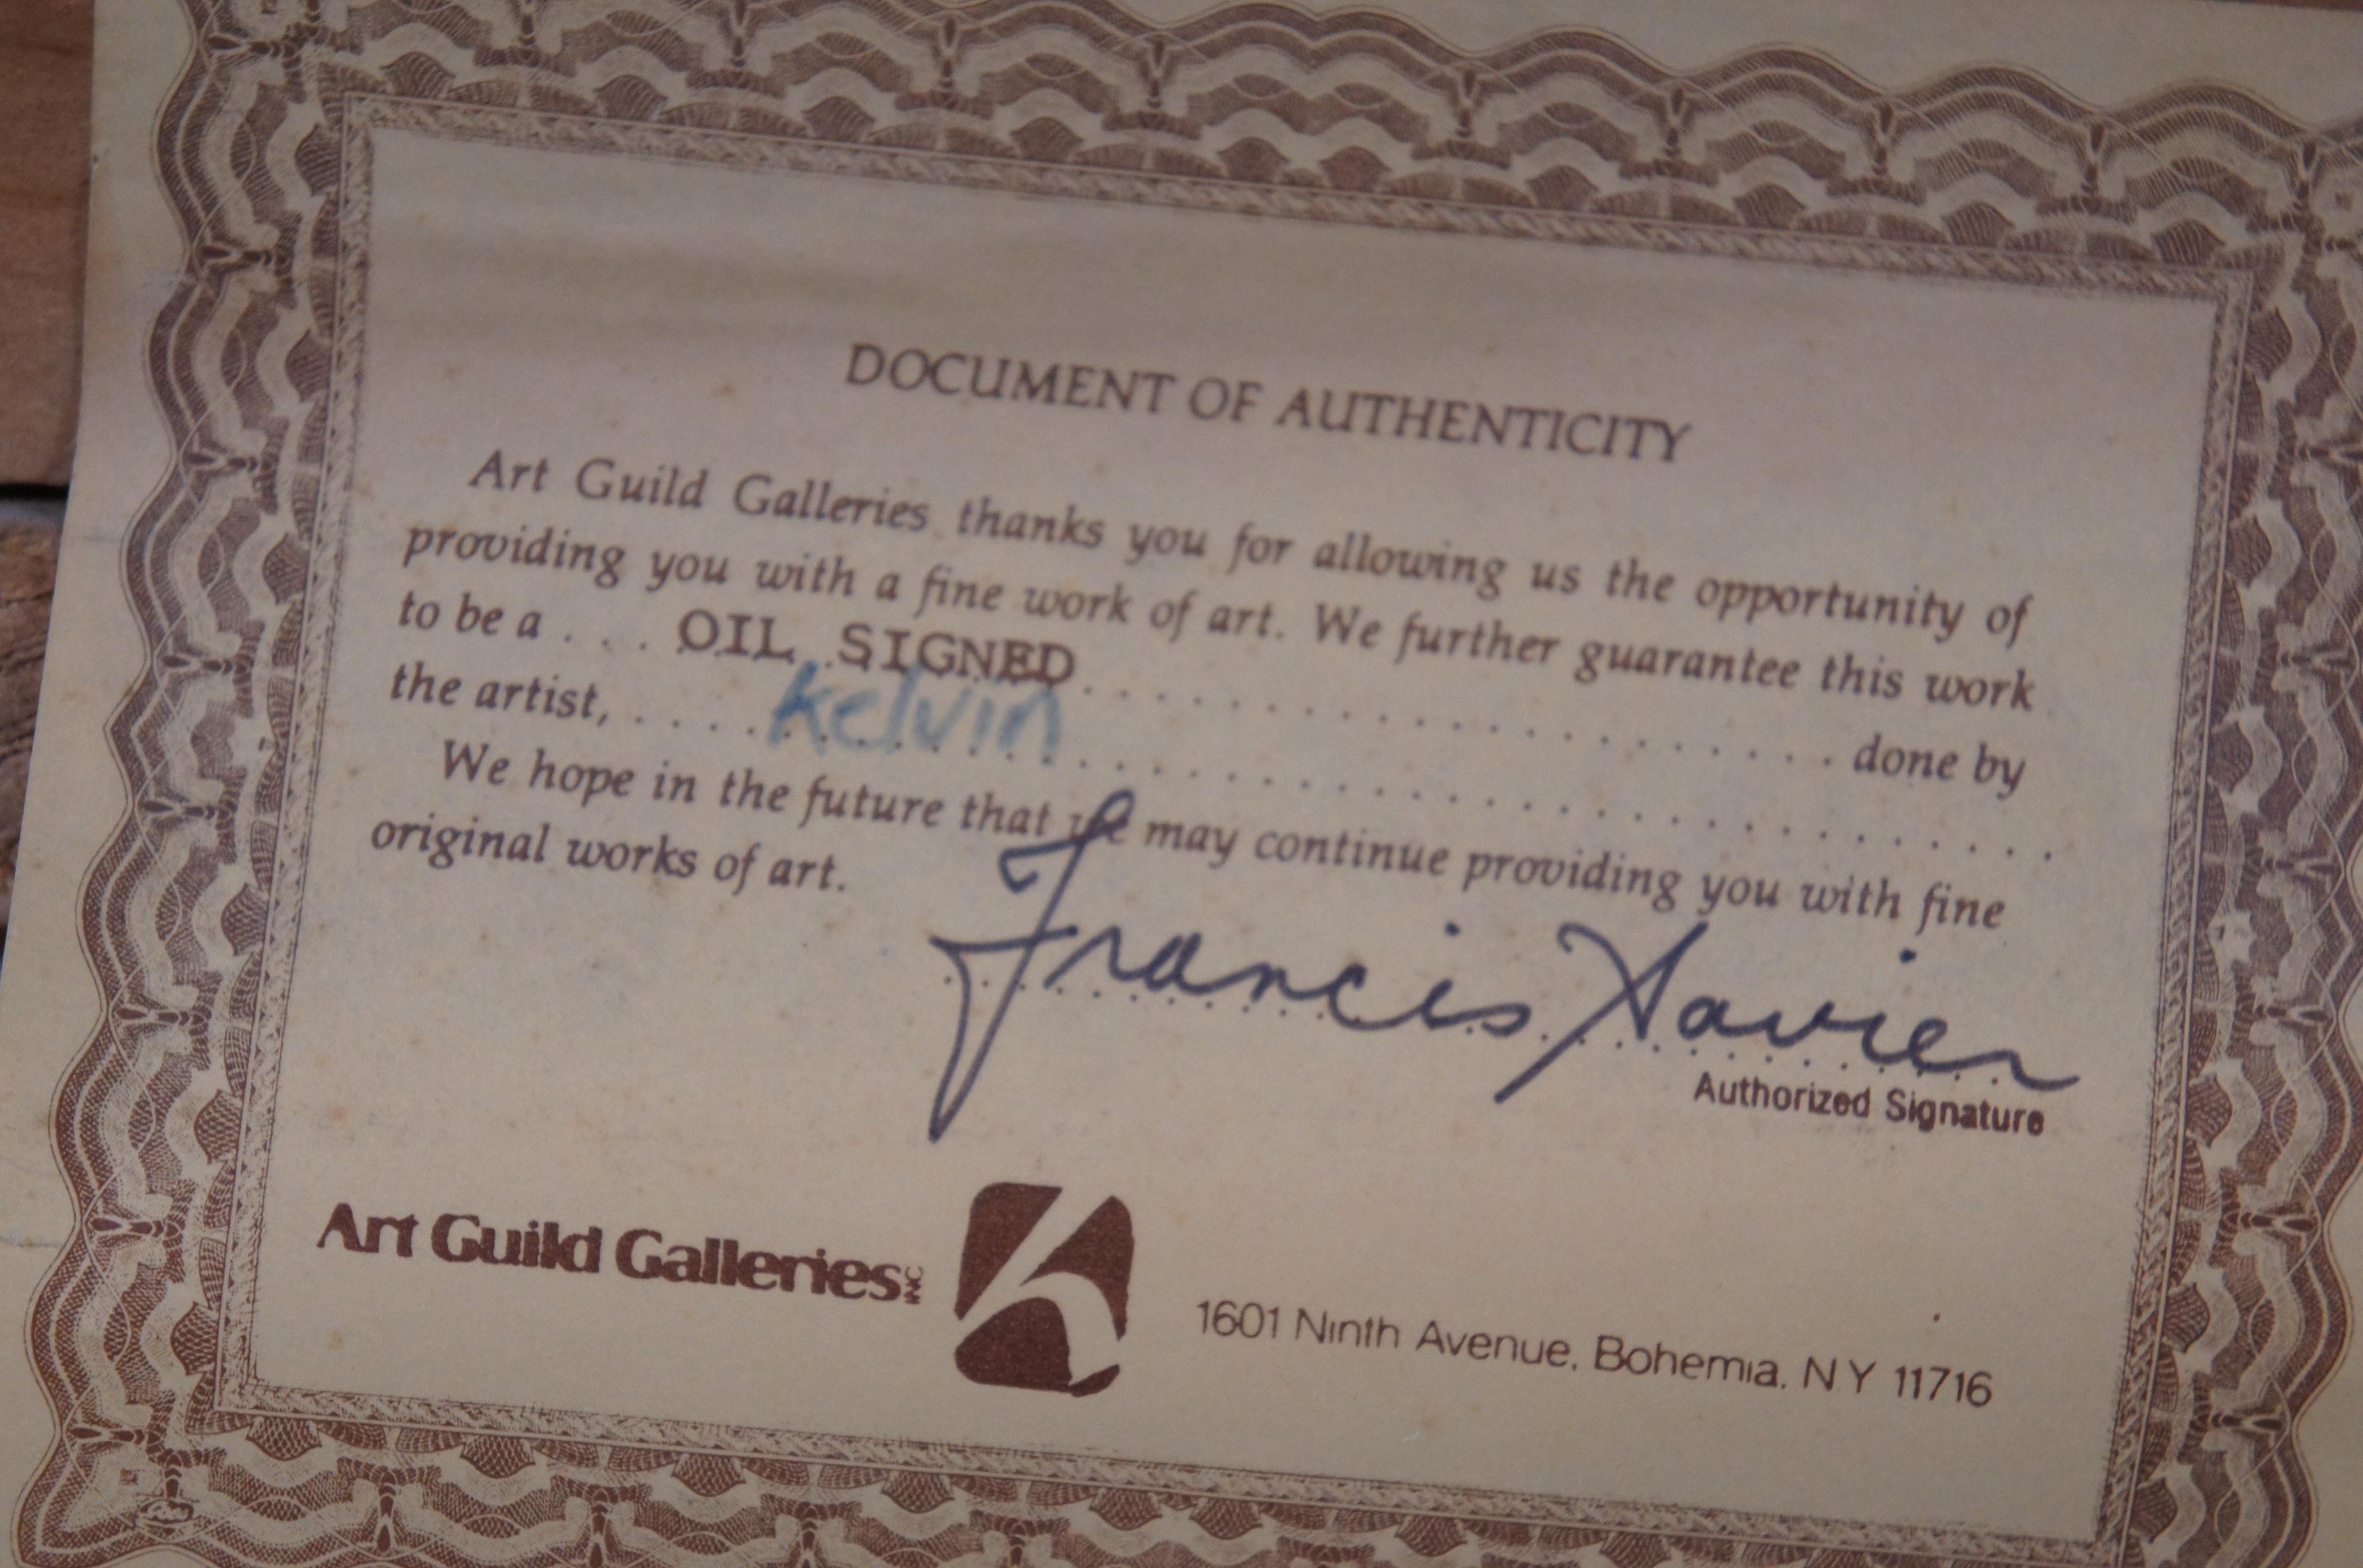 DOCUMENT OF AUTHENTICITY
Art Guild Galleries thanks you for allowing us the opportunity of
providing you with a fine work of art. We further guarantee this work
to be a . . . OIL SIGNED . . . . . . . . . . . . . . . . . . done by
the artist, . . . . . Kelvin . . . . . . . . . . . . . . . . . . . . . .
We hope in the future that we may continue providing you with fine
original works of art.
Francis Xavier
Authorized Signature
Art Guild Galleries INC
1601 Ninth Avenue, Bohemia, NY 11716